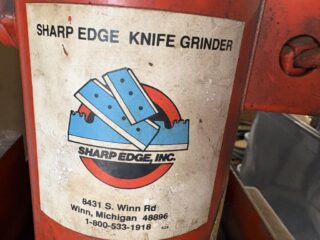 SHARP EDGE KNIFE GRINDER
SHARP EDGE, INC.
8431 S. Winn Rd
Winn, Michigan 48896
1-800-533-1918